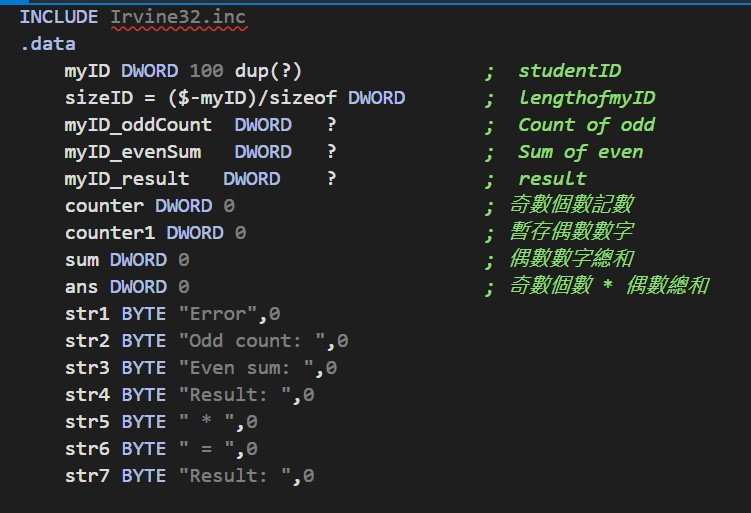 INCLUDE Irvine32.inc
.data
myID DWORD 100 dup(?) ; studentID
sizeID = ($-myID)/sizeof DWORD ; lengthofmyID
myID_oddCount DWORD ? ; Count of odd
myID_evenSum DWORD ? ; Sum of even
myID_result DWORD ? ; result
counter DWORD 0 ; 奇數個數記數
counter1 DWORD 0 ; 暫存偶數數字
sum DWORD 0 ; 偶數數字總和
ans DWORD 0 ; 奇數個數 * 偶數總和
str1 BYTE "Error",0
str2 BYTE "Odd count: ",0
str3 BYTE "Even sum: ",0
str4 BYTE "Result: ",0
str5 BYTE " * ",0
str6 BYTE " = ",0
str7 BYTE "Result: ",0